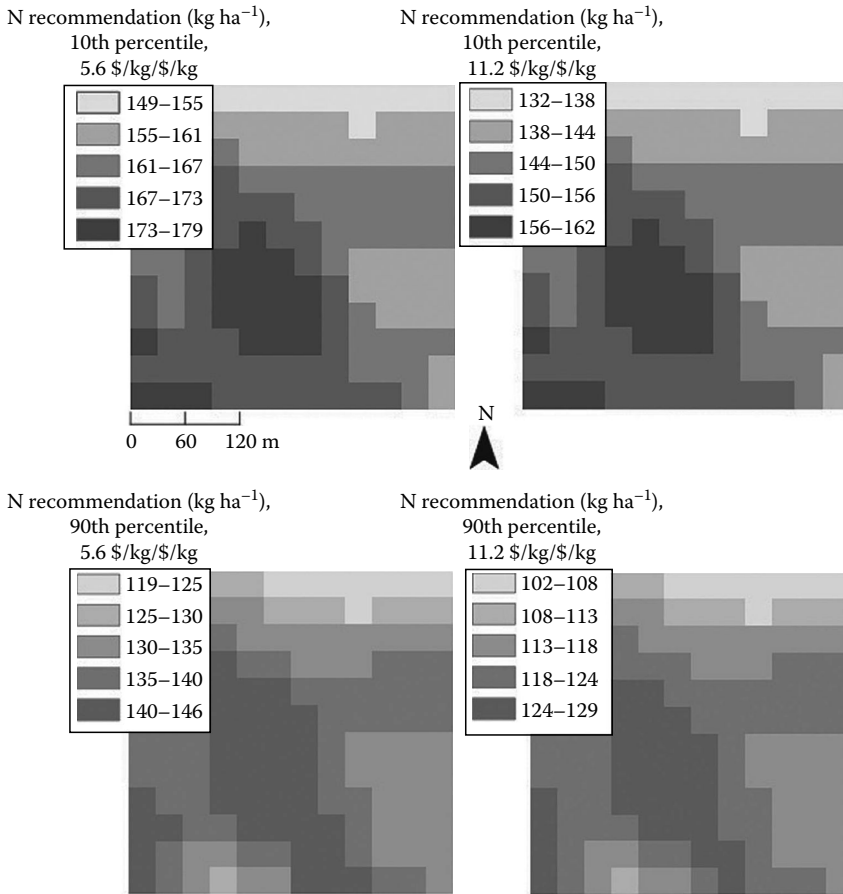 N recommendation (kg ha⁻¹),
10th percentile,
5.6 $/kg/$/kg
149–155
155–161
161–167
167–173
173–179
N recommendation (kg ha⁻¹),
10th percentile,
11.2 $/kg/$/kg
132–138
138–144
144–150
150–156
156–162
0 60 120 m
N
N recommendation (kg ha⁻¹),
90th percentile,
5.6 $/kg/$/kg
119–125
125–130
130–135
135–140
140–146
N recommendation (kg ha⁻¹),
90th percentile,
11.2 $/kg/$/kg
102–108
108–113
113–118
118–124
124–129